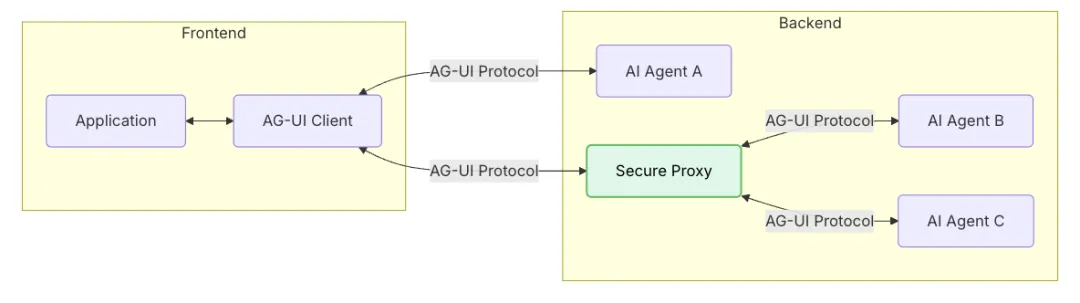 Frontend
Application
AG-UI Client
AG-UI Protocol
AG-UI Protocol
Backend
AI Agent A
Secure Proxy
AG-UI Protocol
AI Agent B
AG-UI Protocol
AI Agent C